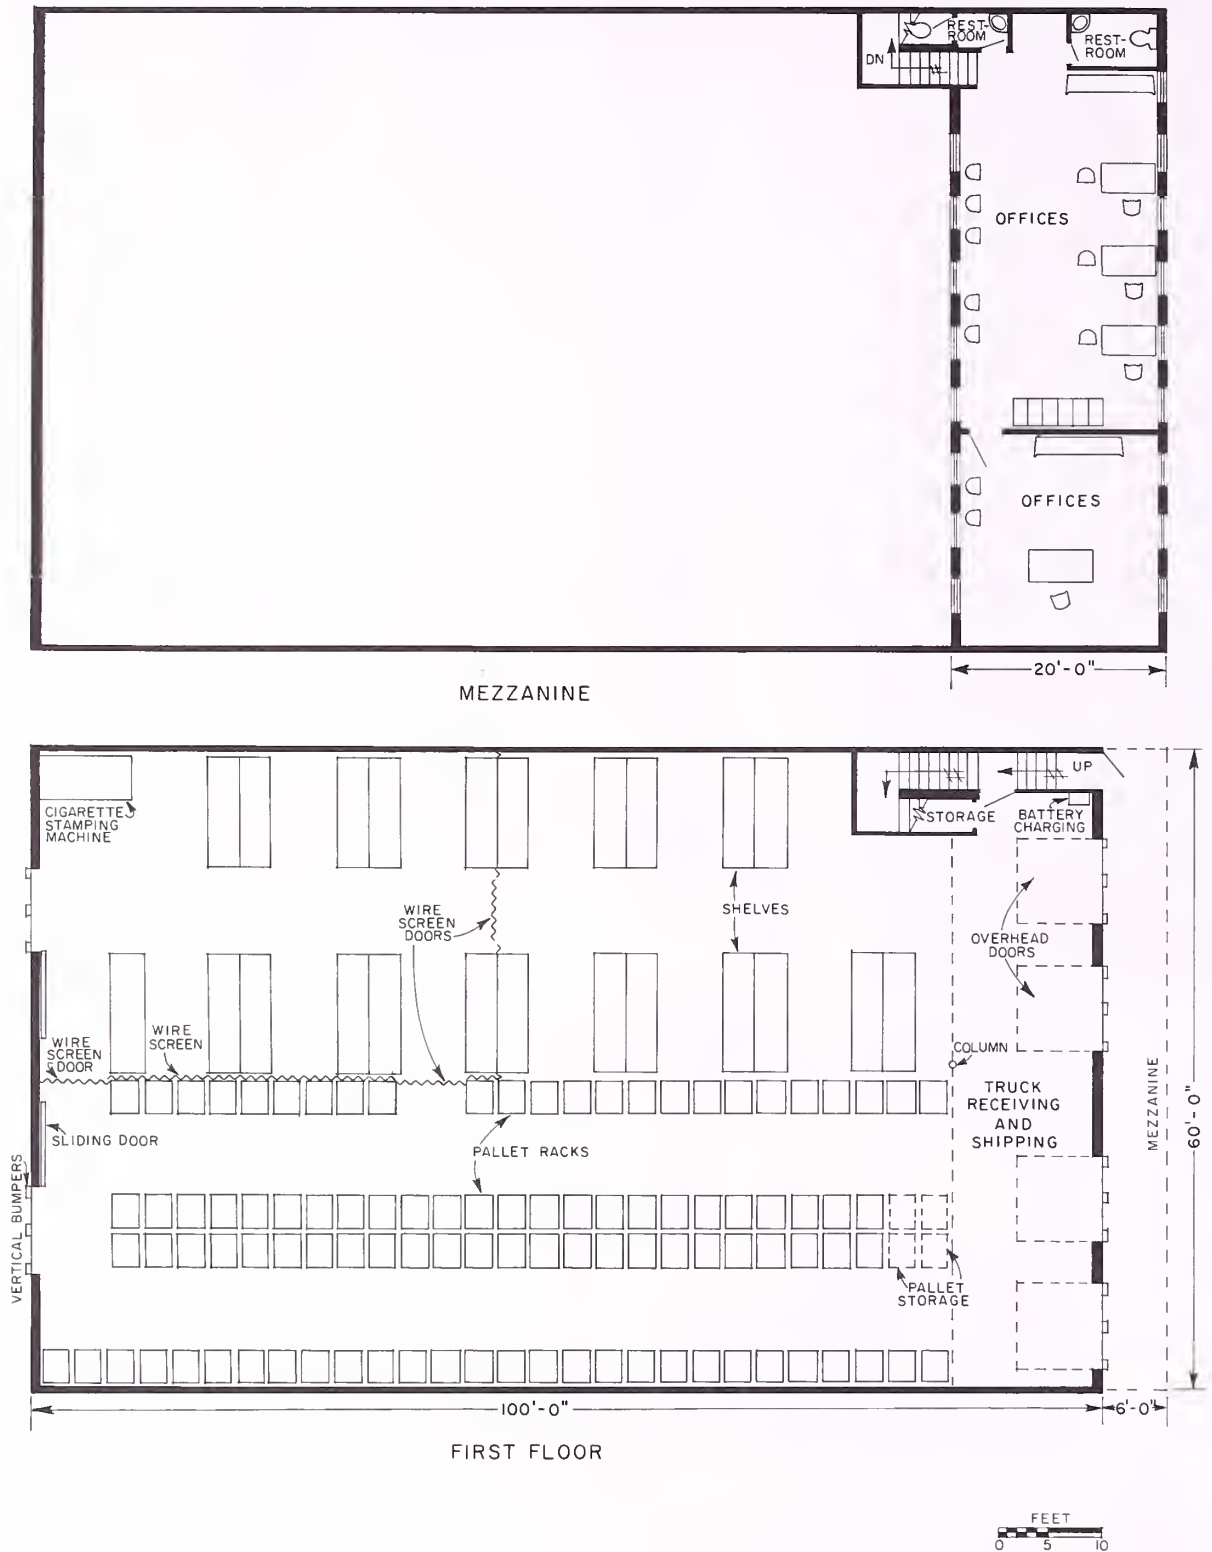 REST-
ROOM
REST-
ROOM
DN
OFFICES
OFFICES
20'-0"
MEZZANINE
UP
CIGARETTE
STAMPING
MACHINE
STORAGE
BATTERY
CHARGING
WIRE
SCREEN
DOORS
SHELVES
OVERHEAD
DOORS
WIRE
SCREEN
DOOR
WIRE
SCREEN
COLUMN
TRUCK
RECEIVING
AND
SHIPPING
MEZZANINE
60'-0"
SLIDING DOOR
PALLET RACKS
VERTICAL BUMPERS
PALLET
STORAGE
100'-0"
6'-0"
FIRST FLOOR
FEET
0 5 10